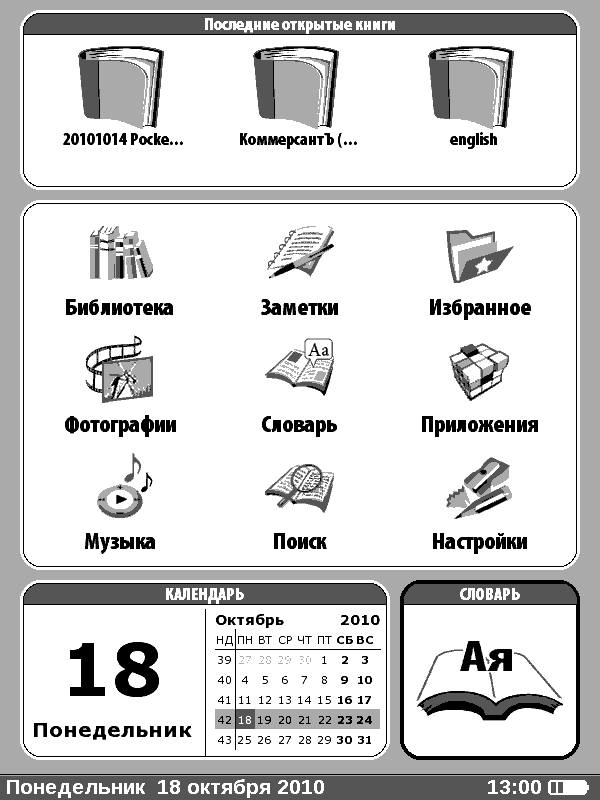 Последние открытые книги
20101014 Pocke... КоммерсантЪ (... english
Библиотека Заметки Избранное
Aa
Фотографии Словарь Приложения
Музыка Поиск Настройки
КАЛЕНДАРЬ
18
Понедельник
Октябрь 2010
НД ПН ВТ СР ЧТ ПТ СБ ВС
39 27 28 29 30 1 2 3
40 4 5 6 7 8 9 10
41 11 12 13 14 15 16 17
42 18 19 20 21 22 23 24
43 25 26 27 28 29 30 31
СЛОВАРЬ
Ая
Понедельник 18 октября 2010 13:00